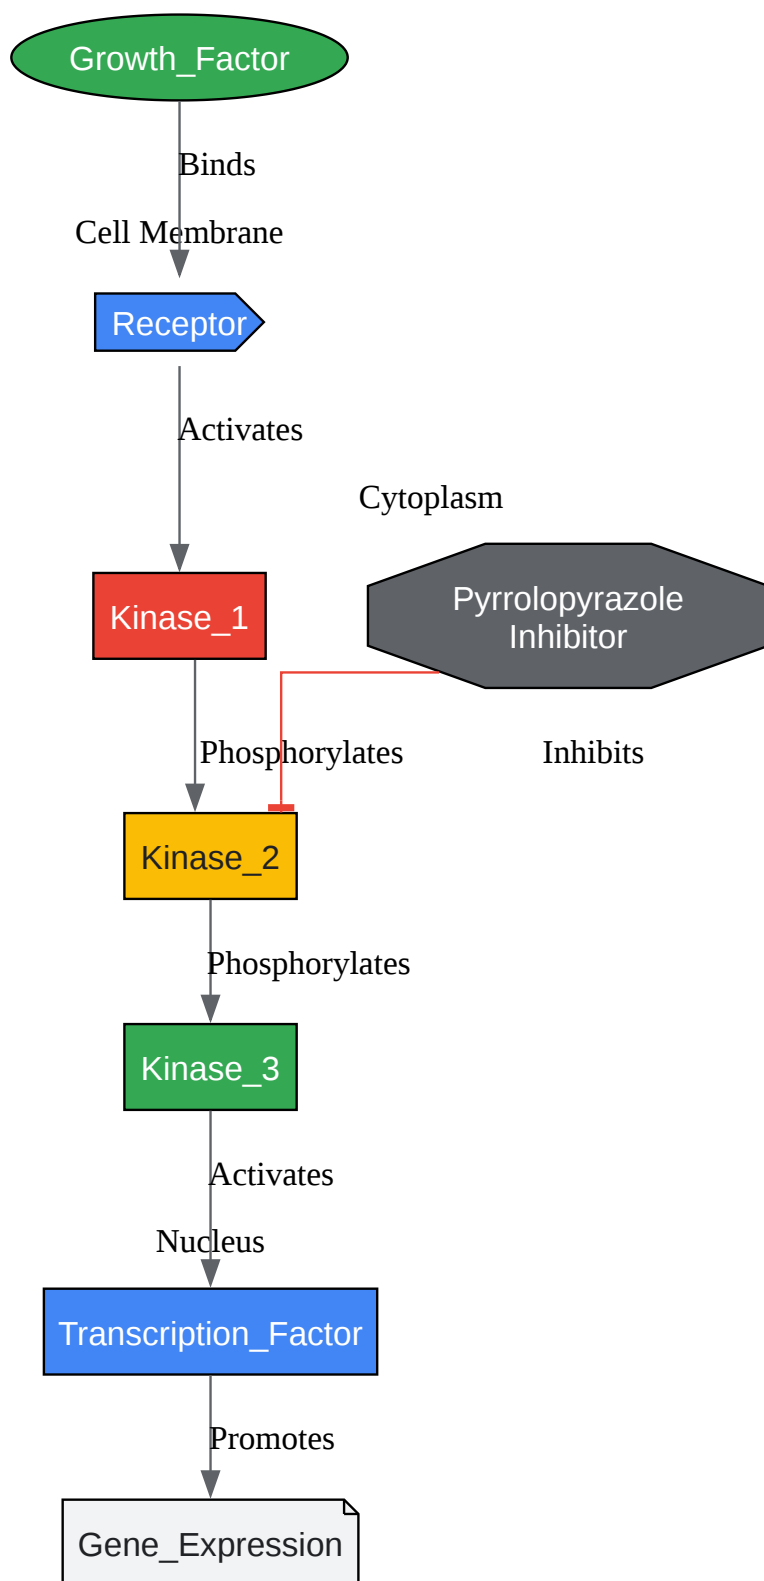 Growth_Factor
Binds
Cell Membrane
Receptor
Activates
Cytoplasm
Kinase_1
Pyrrolopyrazole
Inhibitor
Phosphorylates
Inhibits
Kinase_2
Phosphorylates
Kinase_3
Activates
Nucleus
Transcription_Factor
Promotes
Gene_Expression